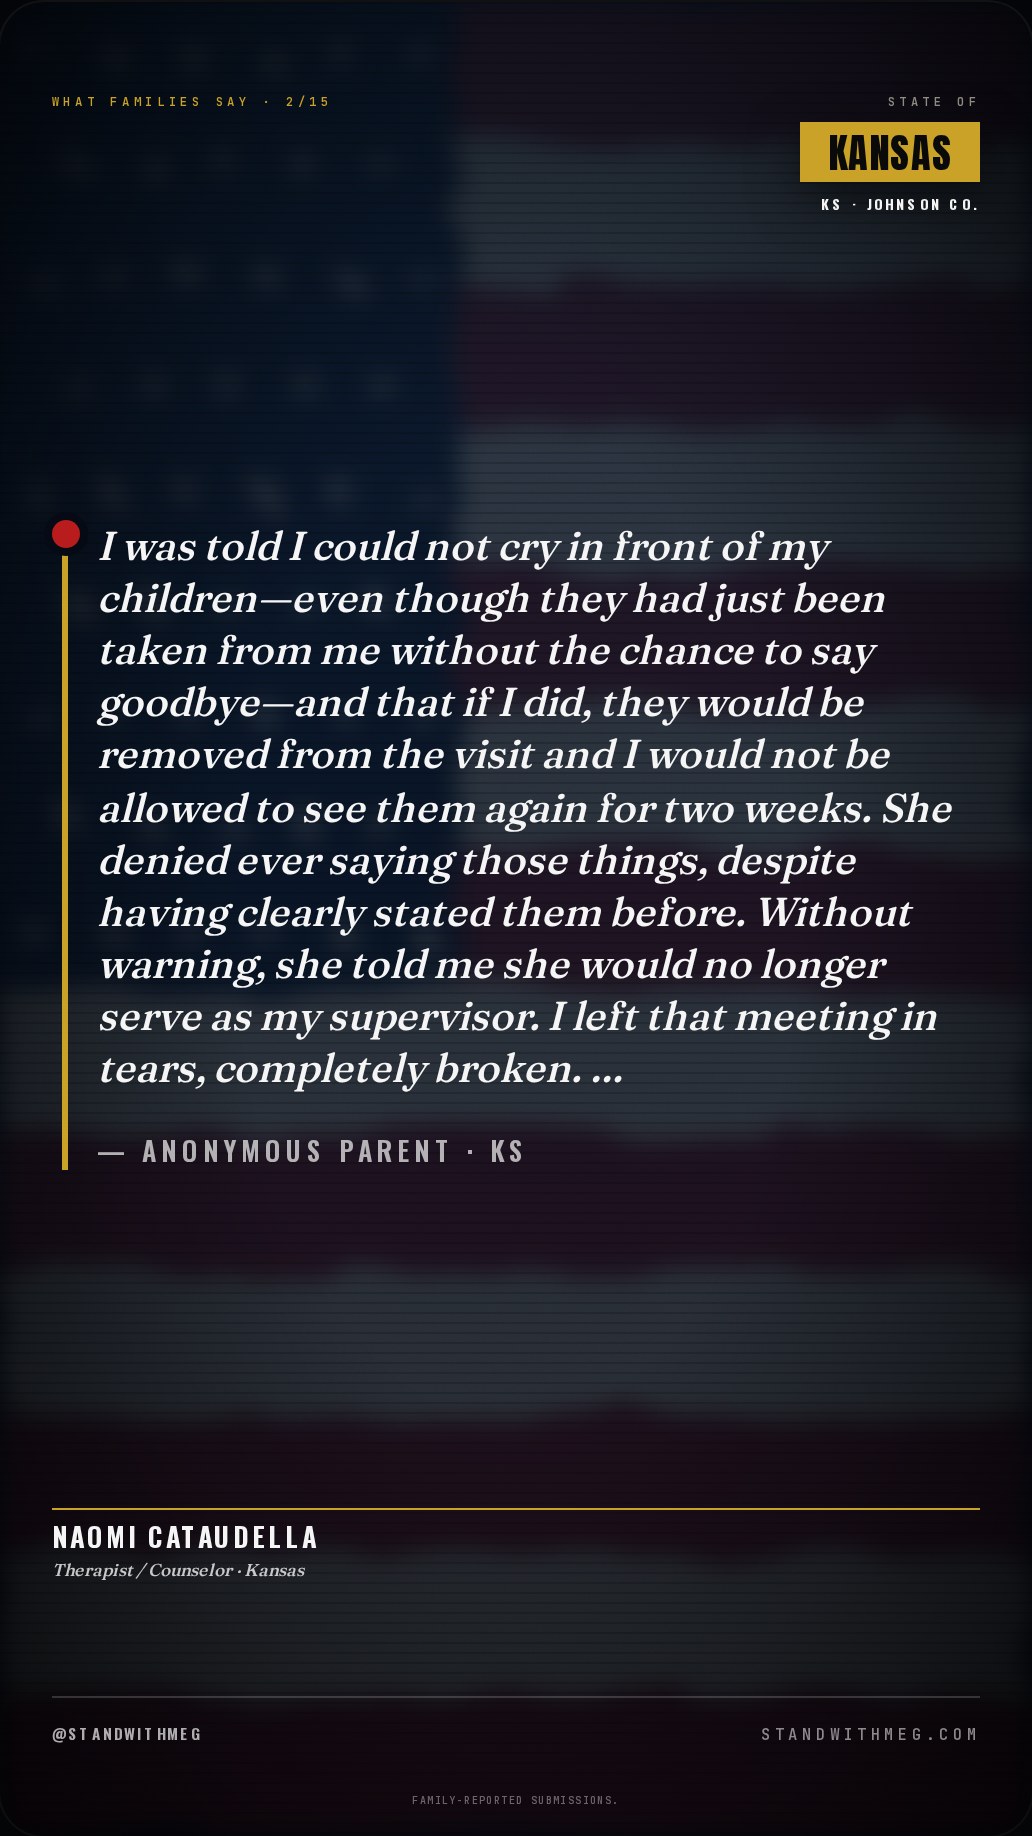 WHAT FAMILIES SAY · 2/15
STATE OF
KANSAS
KS · JOHNSON CO.
I was told I could not cry in front of my
children—even though they had just been
taken from me without the chance to say
goodbye—and that if I did, they would be
removed from the visit and I would not be
allowed to see them again for two weeks. She
denied ever saying those things, despite
having clearly stated them before. Without
warning, she told me she would no longer
serve as my supervisor. I left that meeting in
tears, completely broken. ...
— ANONYMOUS PARENT · KS
NAOMI CATAUDELLA
Therapist / Counselor · Kansas
@STANDWITHMEG
STANDWITHMEG.COM
FAMILY-REPORTED SUBMISSIONS.